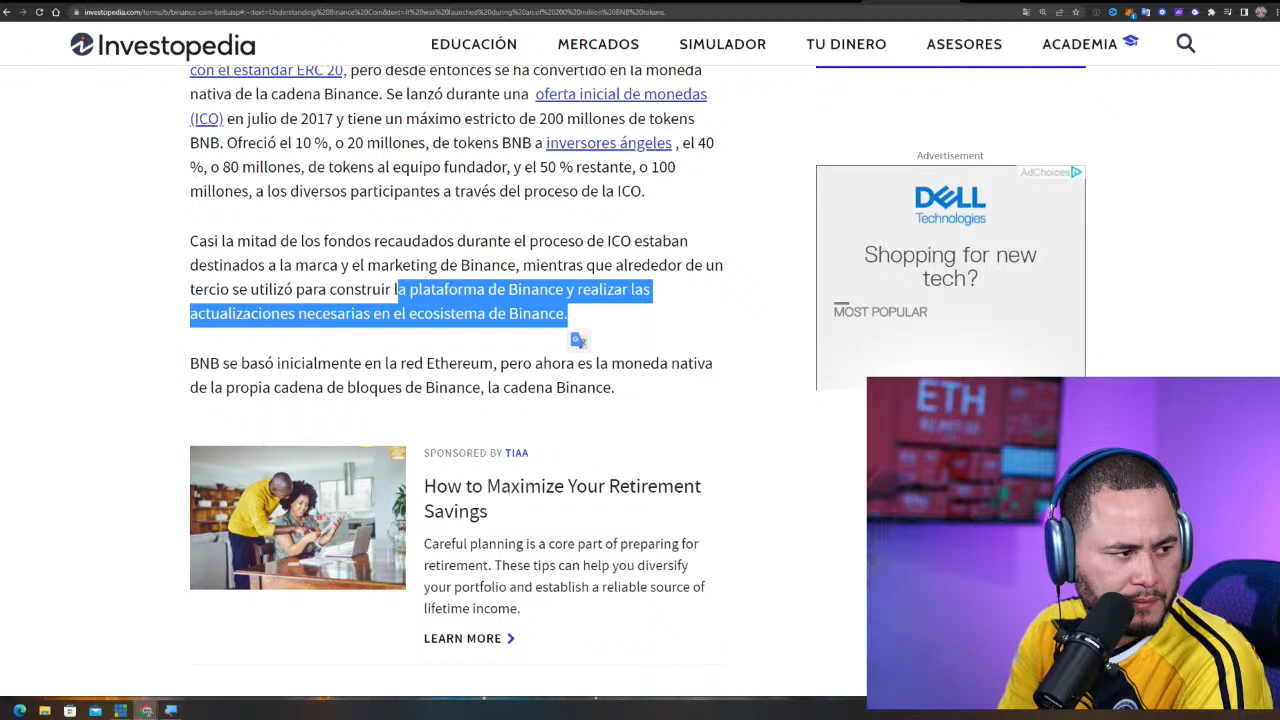 investopedia.com/terms/b/binance-coin-bnb.asp#:~:text=Understanding%20Binance%20Coin&text=It%20was%20launched%20during%20an,of%20200%20million%20BNB%20tokens.
Investopedia
EDUCACIÓN
MERCADOS
SIMULADOR
TU DINERO
ASESORES
ACADEMIA
con el estándar ERC 20, pero desde entonces se ha convertido en la moneda
nativa de la cadena Binance. Se lanzó durante una oferta inicial de monedas
(ICO) en julio de 2017 y tiene un máximo estricto de 200 millones de tokens
BNB. Ofreció el 10 %, o 20 millones, de tokens BNB a inversores ángeles , el 40
%, o 80 millones, de tokens al equipo fundador, y el 50 % restante, o 100
millones, a los diversos participantes a través del proceso de la ICO.
Casi la mitad de los fondos recaudados durante el proceso de ICO estaban
destinados a la marca y el marketing de Binance, mientras que alrededor de un
tercio se utilizó para construir la plataforma de Binance y realizar las
actualizaciones necesarias en el ecosistema de Binance.
BNB se basó inicialmente en la red Ethereum, pero ahora es la moneda nativa
de la propia cadena de bloques de Binance, la cadena Binance.
SPONSORED BY TIAA
How to Maximize Your Retirement
Savings
Careful planning is a core part of preparing for
retirement. These tips can help you diversify
your portfolio and establish a reliable source of
lifetime income.
LEARN MORE
Advertisement
AdChoices
DELL
Technologies
Shopping for new
tech?
MOST POPULAR
ETH